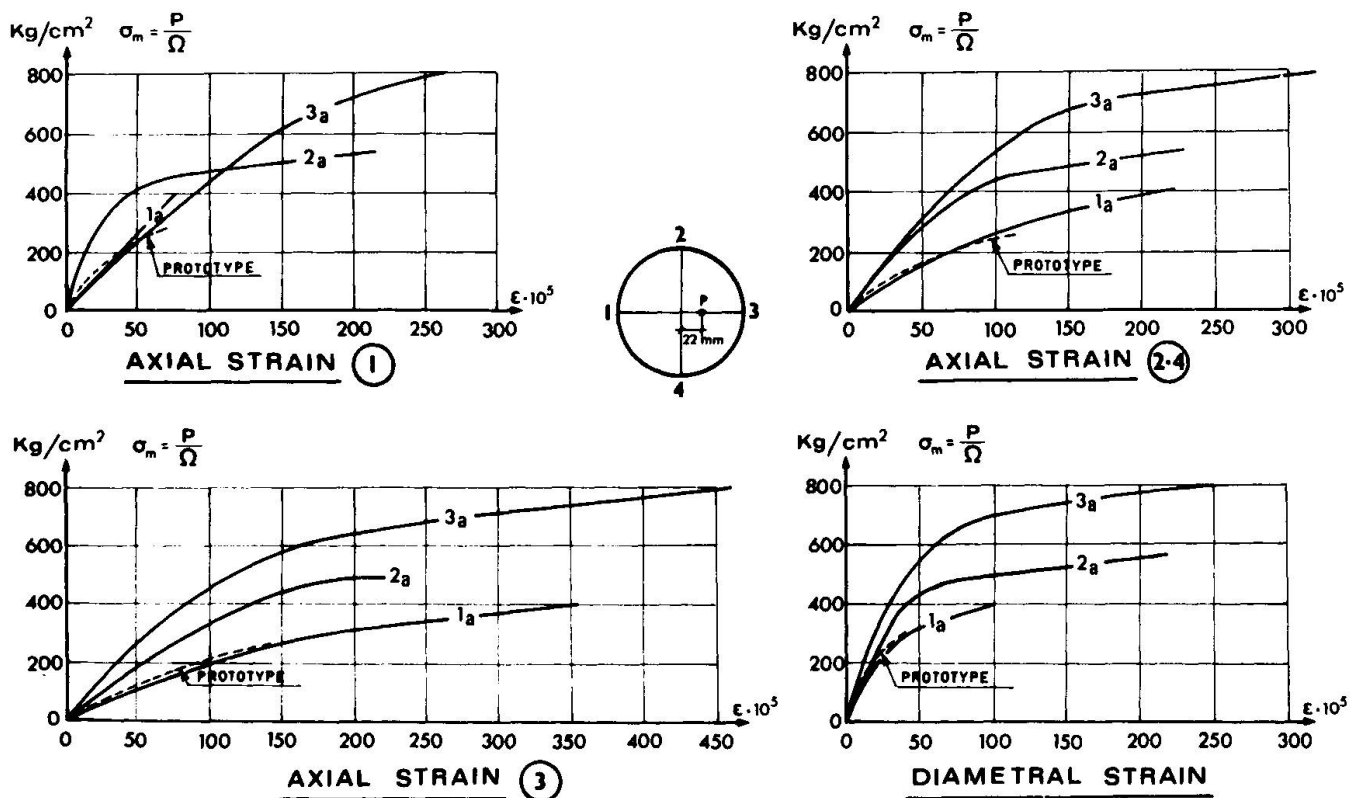 Kg/cm² σm = P/Ω
800
600
400
200
0
3a
2a
1a
PROTOTYPE
0 50 100 150 200 250 300
ε·10⁵
AXIAL STRAIN 1
Kg/cm² σm = P/Ω
800
600
400
200
0
3a
2a
1a
PROTOTYPE
0 50 100 150 200 250 300
ε·10⁵
AXIAL STRAIN 2·4
2
1
P
3
22 mm
4
Kg/cm² σm = P/Ω
800
600
400
200
0
3a
2a
1a
PROTOTYPE
0 50 100 150 200 250 300 350 400 450
ε·10⁵
AXIAL STRAIN 3
Kg/cm² σm = P/Ω
800
600
400
200
0
3a
2a
1a
PROTOTYPE
0 50 100 150 200 250 300
ε·10⁵
DIAMETRAL STRAIN